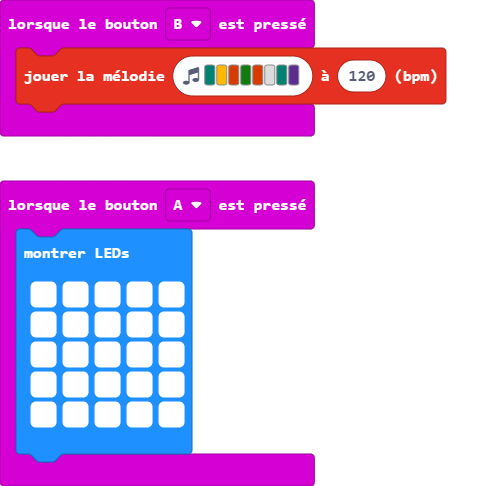 lorsque le bouton B est pressé
jouer la mélodie à 120 (bpm)
lorsque le bouton A est pressé
montrer LEDs